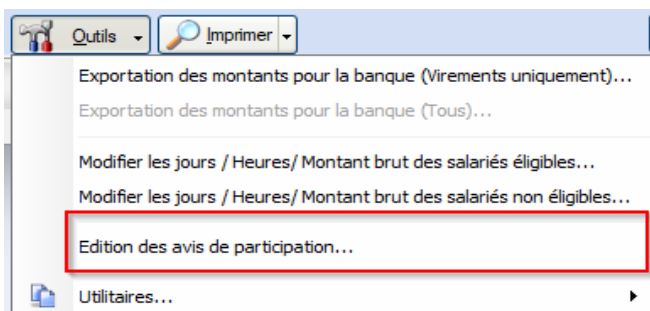 Outils Imprimer
Exportation des montants pour la banque (Virements uniquement)...
Exportation des montants pour la banque (Tous)...
Modifier les jours / Heures/ Montant brut des salariés éligibles...
Modifier les jours / Heures/ Montant brut des salariés non éligibles...
Edition des avis de participation...
Utilitaires...